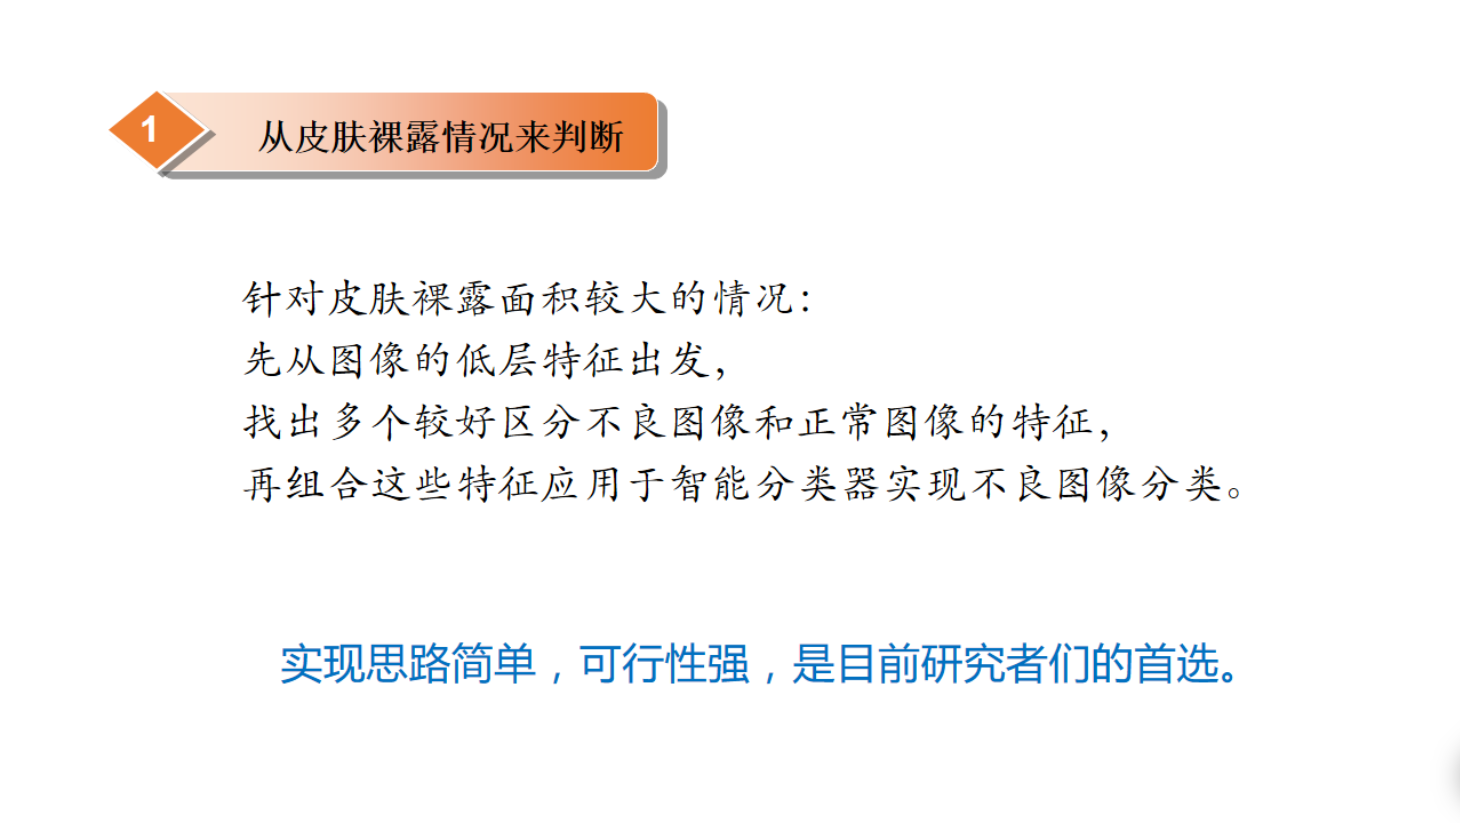 1
从皮肤裸露情况来判断
针对皮肤裸露面积较大的情况：
先从图像的低层特征出发，
找出多个较好区分不良图像和正常图像的特征，
再组合这些特征应用于智能分类器实现不良图像分类。
实现思路简单，可行性强，是目前研究者们的首选。